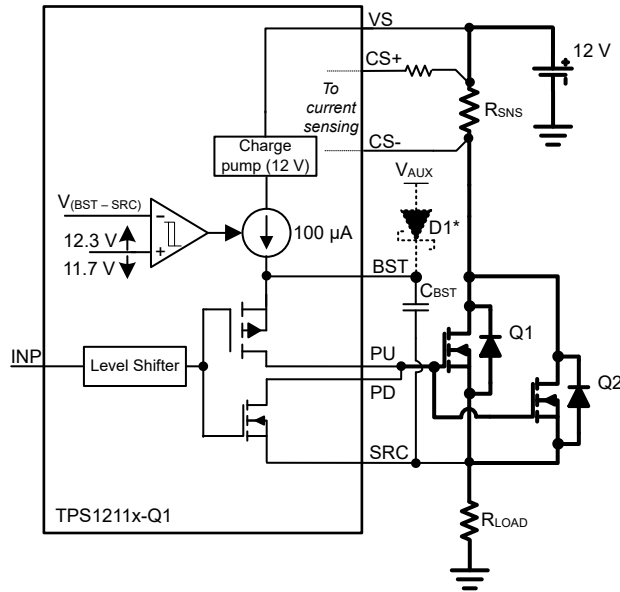 VS
12 V
CS+
To
current
sensing
RSNS
CS-
Charge
pump (12 V)
VAUX
V(BST – SRC)
D1*
12.3 V
100 µA
11.7 V
BST
CBST
INP
Level Shifter
PU
Q1
PD
Q2
SRC
RLOAD
TPS1211x-Q1